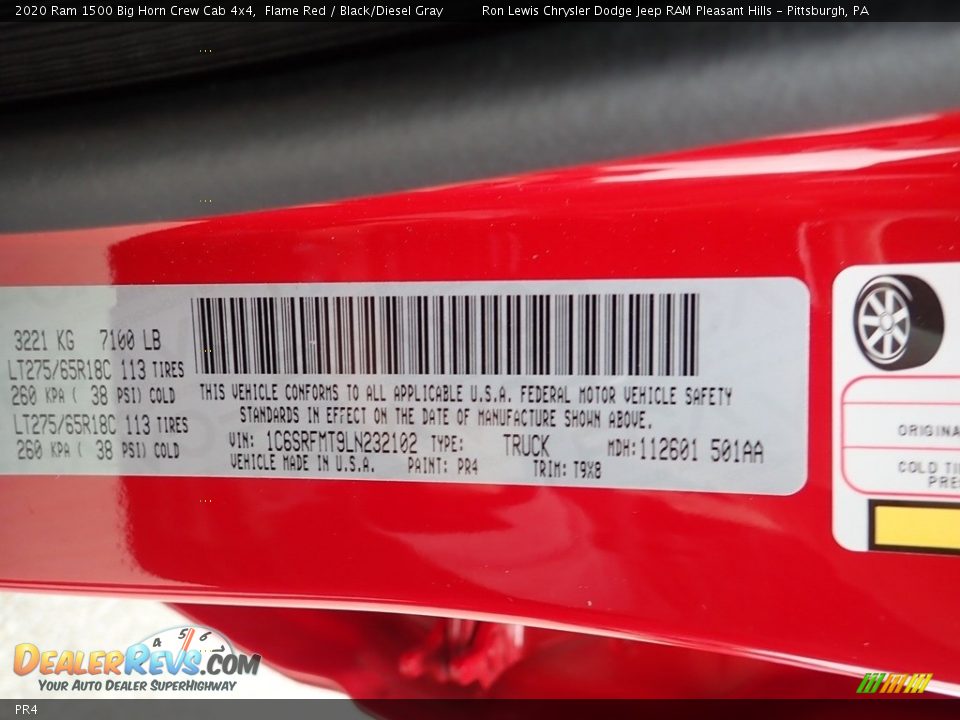 2020 Ram 1500 Big Horn Crew Cab 4x4, Flame Red / Black/Diesel Gray Ron Lewis Chrysler Dodge Jeep RAM Pleasant Hills - Pittsburgh, PA
3221 KG 7100 LB
LT275/65R18C 113 TIRES
260 KPA ( 38 PSI) COLD
LT275/65R18C 113 TIRES
260 KPA ( 38 PSI) COLD
THIS VEHICLE CONFORMS TO ALL APPLICABLE U.S.A. FEDERAL MOTOR VEHICLE SAFETY
STANDARDS IN EFFECT ON THE DATE OF MANUFACTURE SHOWN ABOVE.
VIN: 1C6SRFMT9LN232102 TYPE: TRUCK MDH: 112601 501AA
VEHICLE MADE IN U.S.A. PAINT: PR4 TRIM: T9X8
ORIGINA
COLD TI
PRES
4 5 6
DEALERREVS.COM
YOUR AUTO DEALER SUPERHIGHWAY
PR4